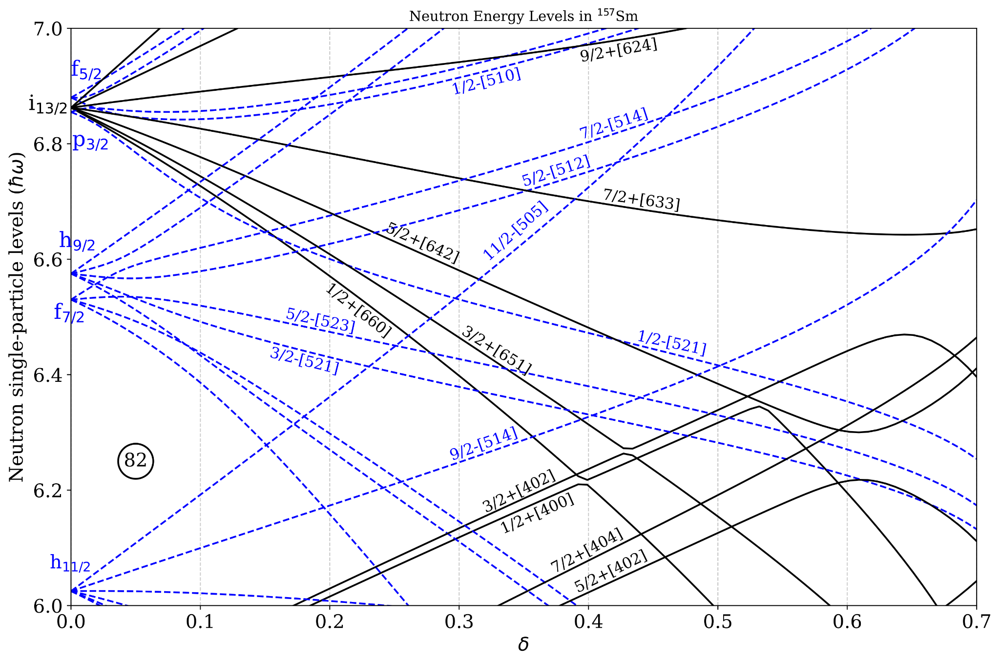 Neutron Energy Levels in ¹⁵⁷Sm
7.0
6.8
6.6
6.4
6.2
6.0
Neutron single-particle levels (ħω)
f5/2
i13/2
p3/2
h9/2
f7/2
h11/2
82
9/2+[624]
1/2-[510]
7/2-[514]
5/2-[512]
7/2+[633]
11/2-[505]
5/2+[642]
1/2+[660]
5/2-[523]
3/2-[521]
3/2+[651]
1/2-[521]
9/2-[514]
3/2+[402]
1/2+[400]
7/2+[404]
5/2+[402]
0.0 0.1 0.2 0.3 0.4 0.5 0.6 0.7
δ